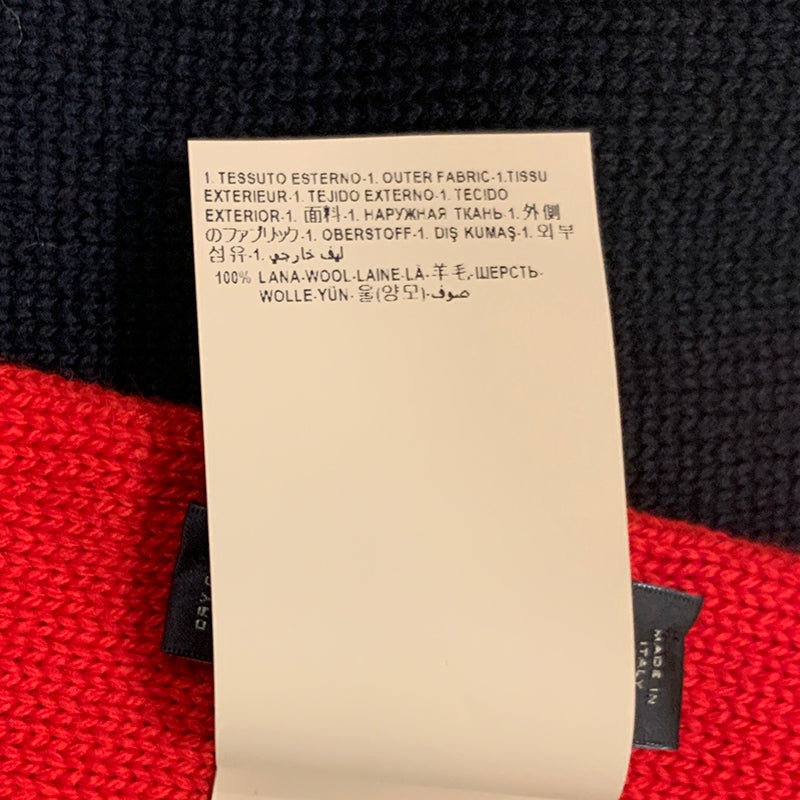 1. TESSUTO ESTERNO-1. OUTER FABRIC-1.TISSU
EXTERIEUR-1. TEJIDO EXTERNO-1. TECIDO
EXTERIOR-1. 面料-1. НАРУЖНАЯ ТКАНЬ-1. 外側
のファブリック-1. OBERSTOFF-1. DIŞ KUMAŞ-1. 외부
섬유-1. ليف خارجي
100% LANA-WOOL-LAINE-LÃ-羊毛-ШЕРСТЬ-
WOLLE-YÜN-울(양모)-صوف
MADE IN
ITALY